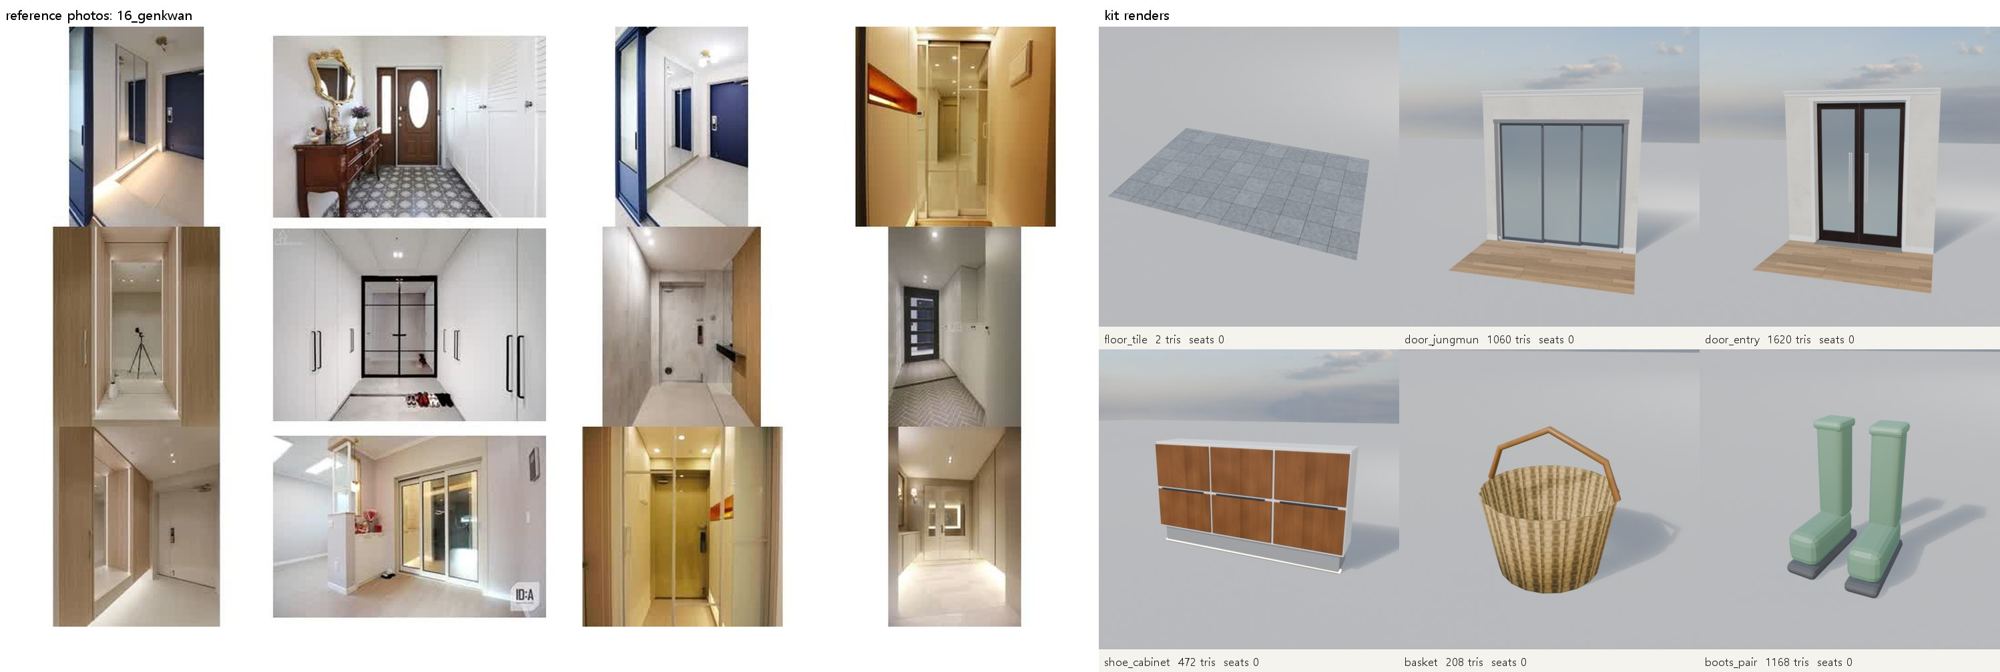 reference photos: 16_genkwan
kit renders
floor_tile 2 tris seats 0
door_jungmun 1060 tris seats 0
door_entry 1620 tris seats 0
ID:A
shoe_cabinet 472 tris seats 0
basket 208 tris seats 0
boots_pair 1168 tris seats 0